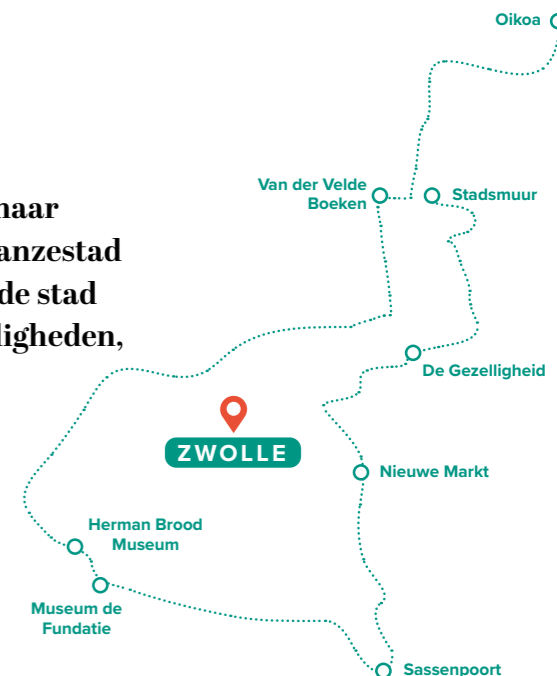 Oikoa
Van der Velde
Boeken
Stadsmuur
naar
anzestad
de stad
ligheden,
De Gezelligheid
ZWOLLE
Nieuwe Markt
Herman Brood
Museum
Museum de
Fundatie
Sassenpoort